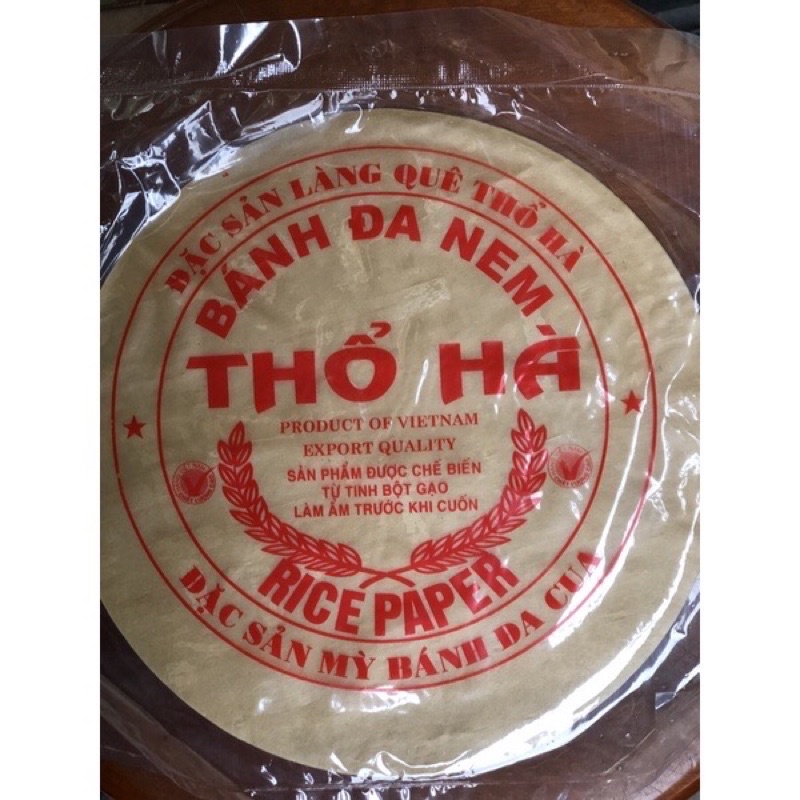 ĐẶC SẢN LÀNG QUÊ THỔ HÀ
BÁNH ĐA NEM
THỔ HÀ
PRODUCT OF VIETNAM
EXPORT QUALITY
SẢN PHẨM ĐƯỢC CHẾ BIẾN
TỪ TINH BỘT GẠO
LÀM ẨM TRƯỚC KHI CUỐN
RICE PAPER
ĐẶC SẢN MỲ BÁNH ĐA CUA